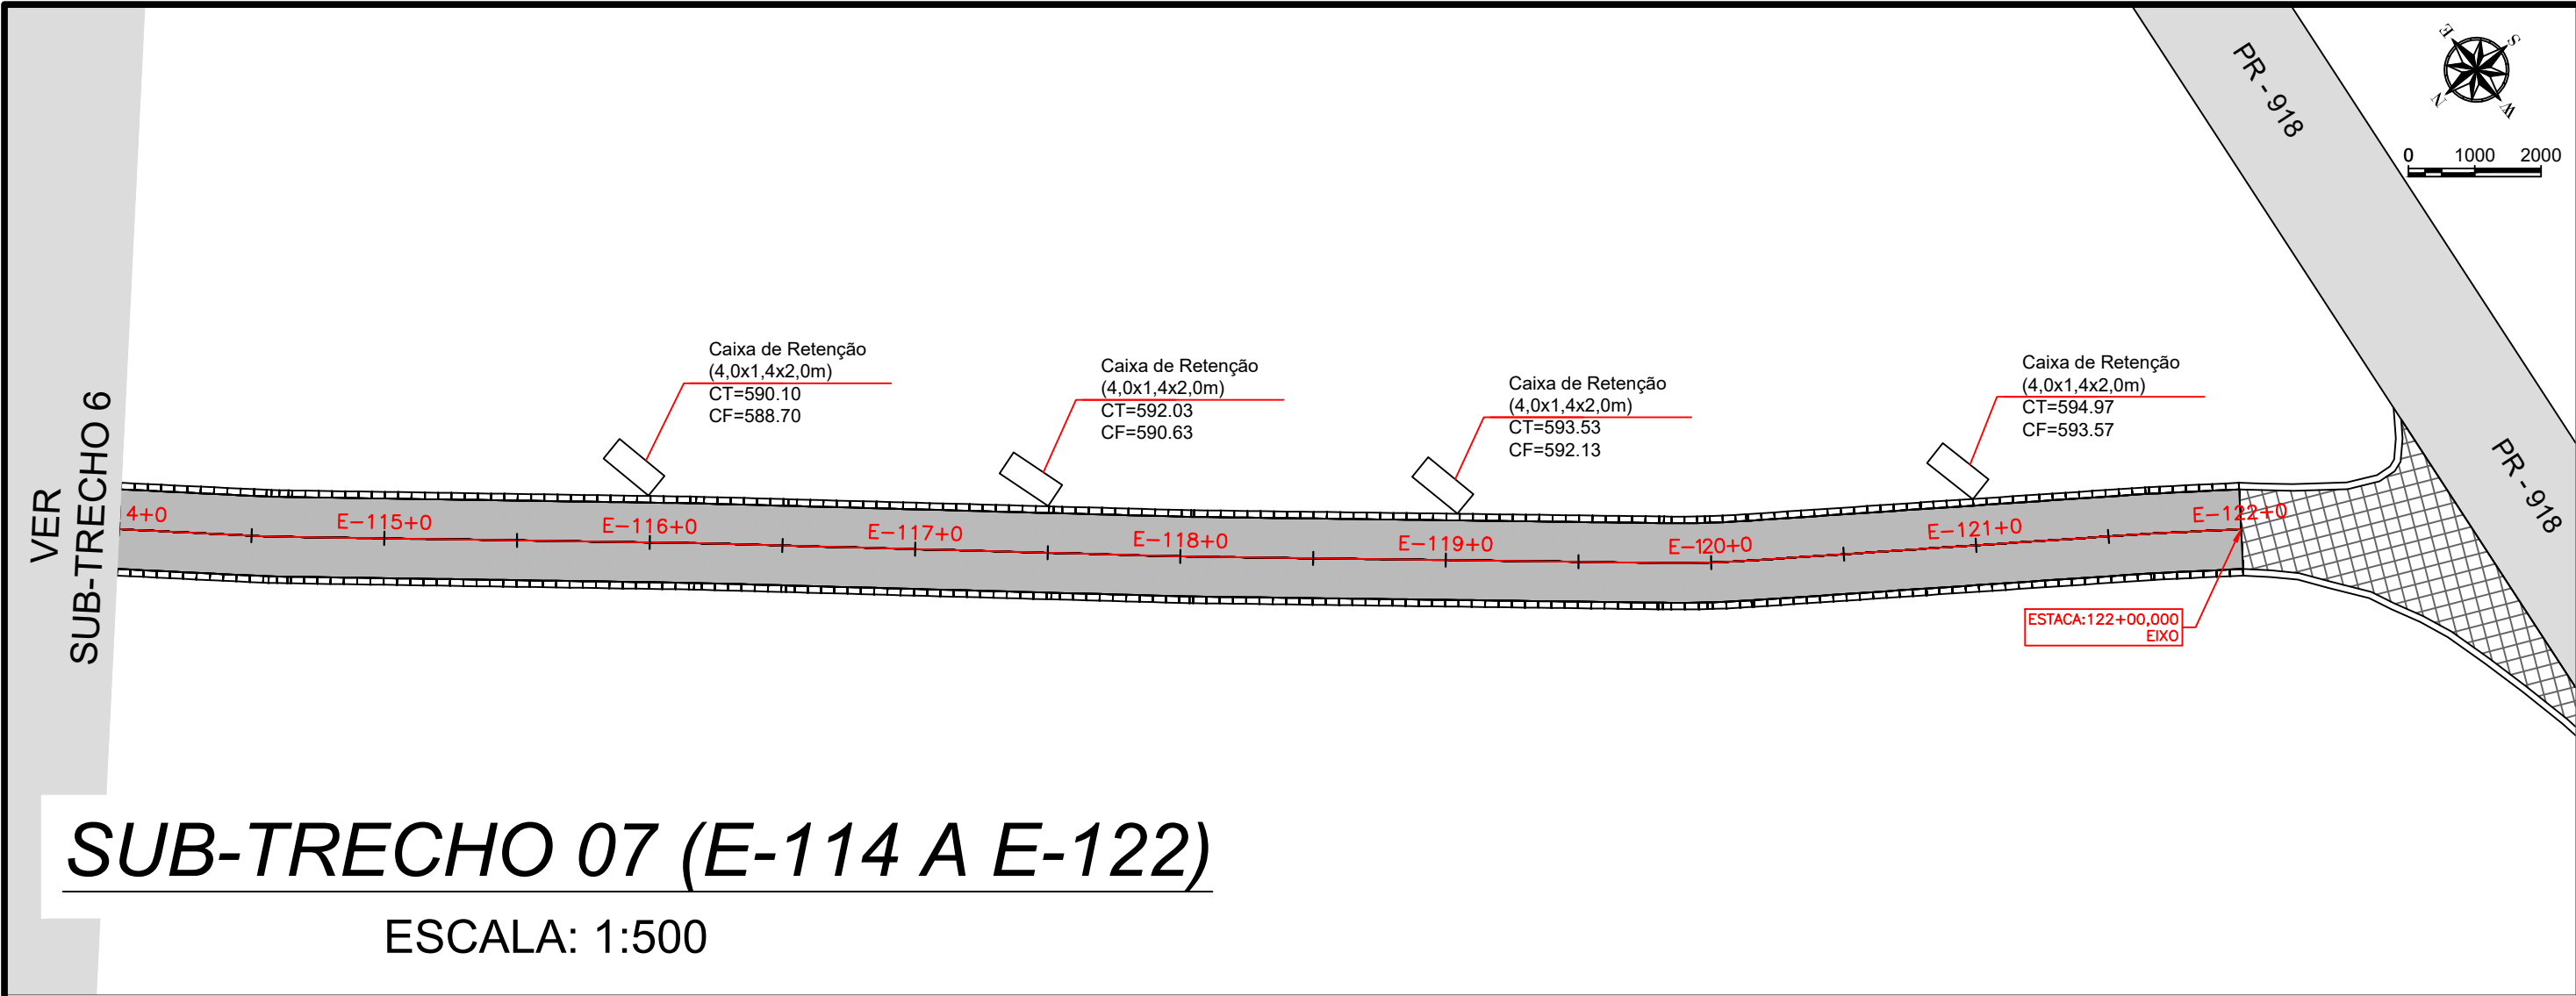 VER
SUB-TRECHO 6
Caixa de Retenção
(4,0x1,4x2,0m)
CT=590.10
CF=588.70
Caixa de Retenção
(4,0x1,4x2,0m)
CT=592.03
CF=590.63
Caixa de Retenção
(4,0x1,4x2,0m)
CT=593.53
CF=592.13
Caixa de Retenção
(4,0x1,4x2,0m)
CT=594.97
CF=593.57
PR - 918
PR - 918
E
S
N
W
0 1000 2000
4+0
E-115+0
E-116+0
E-117+0
E-118+0
E-119+0
E-120+0
E-121+0
E-122+0
ESTACA:122+00,000
EIXO
SUB-TRECHO 07 (E-114 A E-122)
ESCALA: 1:500